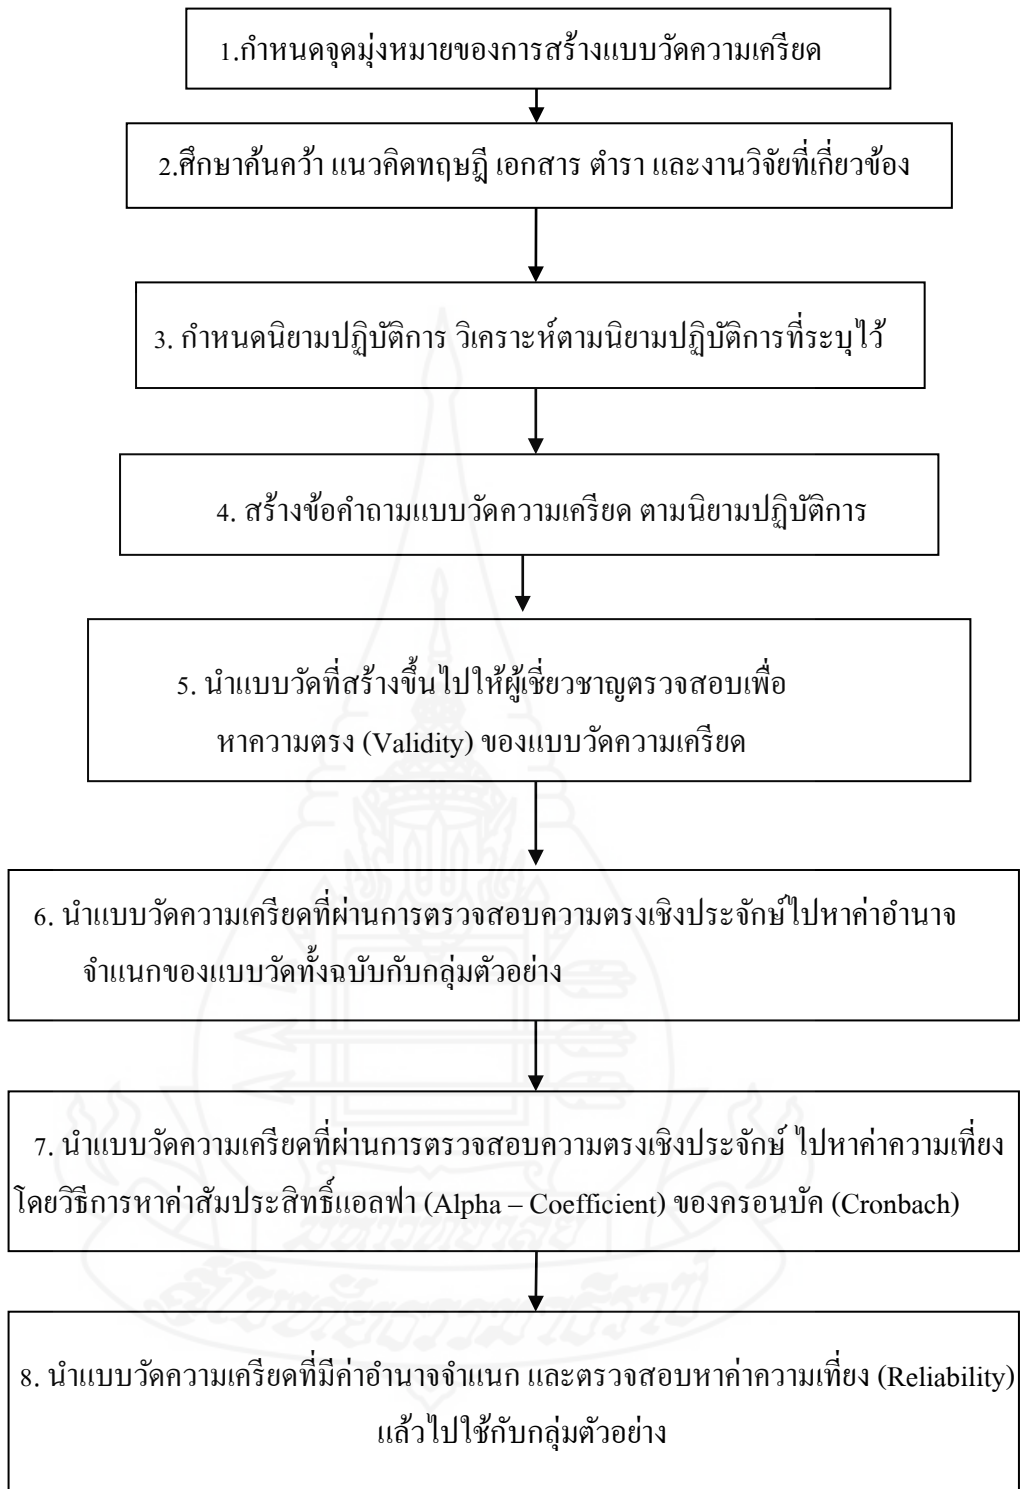 1.กำหนดจุดมุ่งหมายของการสร้างแบบวัดความเครียด
2.ศึกษาค้นคว้า แนวคิดทฤษฎี เอกสาร ตำรา และงานวิจัยที่เกี่ยวข้อง
3. กำหนดนิยามปฏิบัติการ วิเคราะห์ตามนิยามปฏิบัติการที่ระบุไว้
4. สร้างข้อคำถามแบบวัดความเครียด ตามนิยามปฏิบัติการ
5. นำแบบวัดที่สร้างขึ้นไปให้ผู้เชี่ยวชาญตรวจสอบเพื่อ
หาความตรง (Validity) ของแบบวัดความเครียด
6. นำแบบวัดความเครียดที่ผ่านการตรวจสอบความตรงเชิงประจักษ์ไปหาค่าอำนาจ
จำแนกของแบบวัดทั้งฉบับกับกลุ่มตัวอย่าง
7. นำแบบวัดความเครียดที่ผ่านการตรวจสอบความตรงเชิงประจักษ์ ไปหาค่าความเที่ยง
โดยวิธีการหาค่าสัมประสิทธิ์แอลฟา (Alpha – Coefficient) ของครอนบัค (Cronbach)
มหาวิทยาลัย
สุโขทัยธรรมาธิราช
8. นำแบบวัดความเครียดที่มีค่าอำนาจจำแนก และตรวจสอบหาค่าความเที่ยง (Reliability)
แล้วไปใช้กับกลุ่มตัวอย่าง